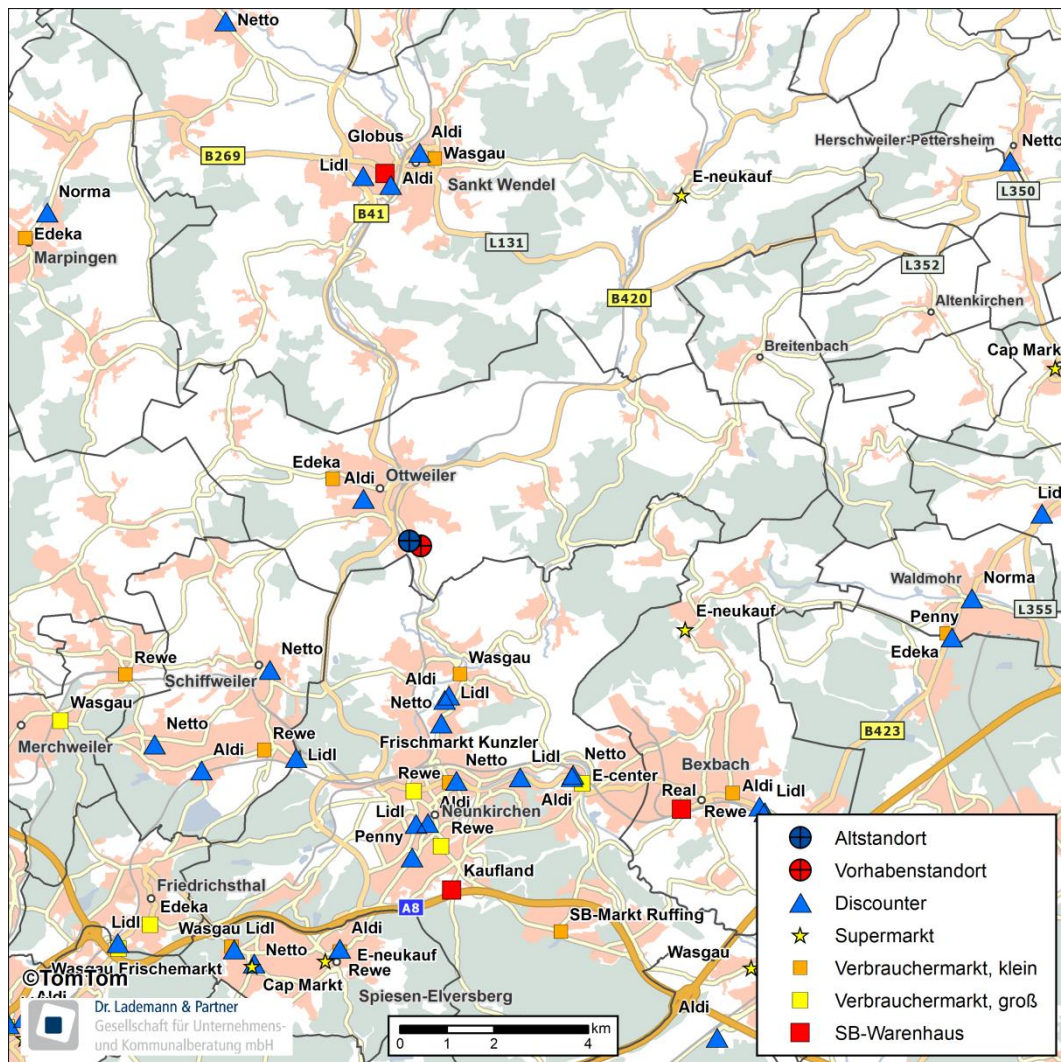 Netto
Globus
Aldi
Wasgau
Lidl
Aldi
Sankt Wendel
B269
B41
L131
Norma
Edeka
Marpingen
E-neukauf
Herschweiler-Pettersheim
Netto
L350
L352
B420
Altenkirchen
Breitenbach
Cap Mark
Edeka
Aldi
Ottweiler
Lid
Waldmohr
Norma
L355
Penny
Edeka
E-neukauf
B423
Rewe
Netto
Schiffweiler
Wasgau
Merchweiler
Netto
Aldi
Rewe
Lidl
Wasgau
Aldi
Lidl
Netto
Frischmarkt Kunzler
Rewe
Netto
Lidl
Netto
E-center
Aldi
Aldi
Neunkirchen
Lidl
Rewe
Penny
Kaufland
A8
Bexbach
Real
Aldi
Lidl
Rewe
Friedrichsthal
Edeka
Lidl
Wasgau
Lidl
Netto
Aldi
E-neukauf
Rewe
Wasgau Frischemarkt
Cap Markt
Spiesen-Elversberg
SB-Markt Ruffing
Wasgau
Aldi
Aldi
©TomTom
Dr. Lademann & Partner
Gesellschaft für Unternehmens-
und Kommunalberatung mbH
km
0 1 2 4
Altstandort
Vorhabenstandort
Discounter
Supermarkt
Verbrauchermarkt, klein
Verbrauchermarkt, groß
SB-Warenhaus